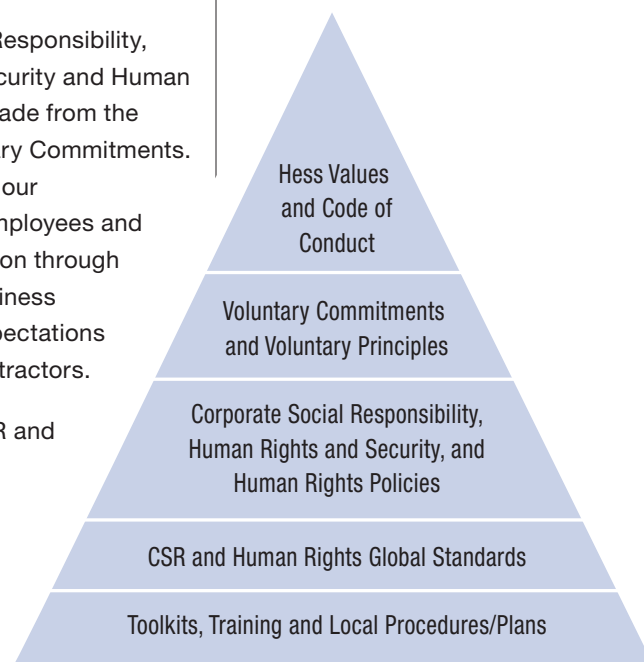 Responsibility,
curity and Human
ade from the
ary Commitments.
our
mployees and
on through
iness
pectations
tractors.
R and
Hess Values
and Code of
Conduct
Voluntary Commitments
and Voluntary Principles
Corporate Social Responsibility,
Human Rights and Security, and
Human Rights Policies
CSR and Human Rights Global Standards
Toolkits, Training and Local Procedures/Plans